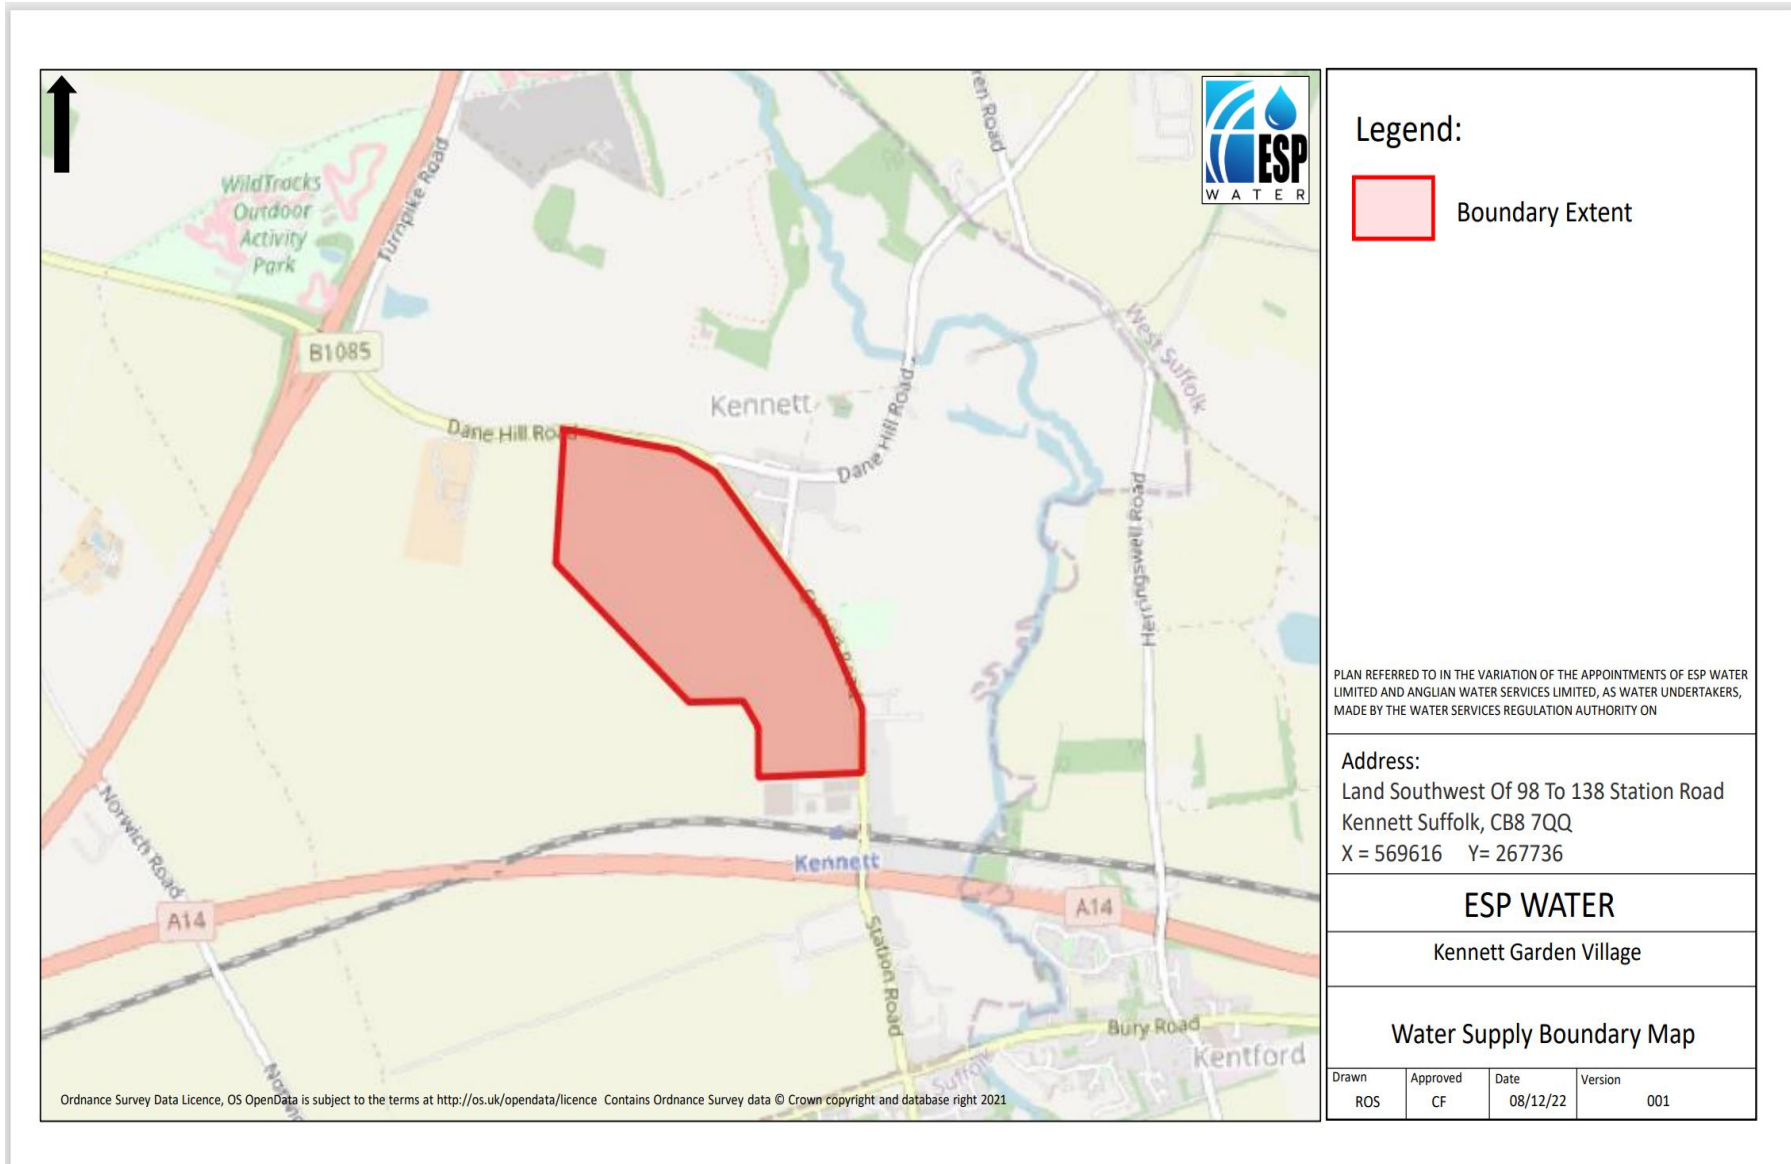 WildTracks
Outdoor
Activity
Park
Turnpike Road
ren Road
ESP
WATER
B1085
West Suffolk
Kennett
Dane Hill Road
Dane Hill Road
Herringswell Road
Station Road
Norwich Road
Kennett
A14
A14
Station Road
Bury Road
Kentford
Suffolk
Norwi
Ordnance Survey Data Licence, OS OpenData is subject to the terms at http://os.uk/opendata/licence Contains Ordnance Survey data © Crown copyright and database right 2021
Legend:
Boundary Extent
PLAN REFERRED TO IN THE VARIATION OF THE APPOINTMENTS OF ESP WATER
LIMITED AND ANGLIAN WATER SERVICES LIMITED, AS WATER UNDERTAKERS,
MADE BY THE WATER SERVICES REGULATION AUTHORITY ON
Address:
Land Southwest Of 98 To 138 Station Road
Kennett Suffolk, CB8 7QQ
X = 569616 Y= 267736
ESP WATER
Kennett Garden Village
Water Supply Boundary Map
Drawn Approved Date Version
ROS CF 08/12/22 001